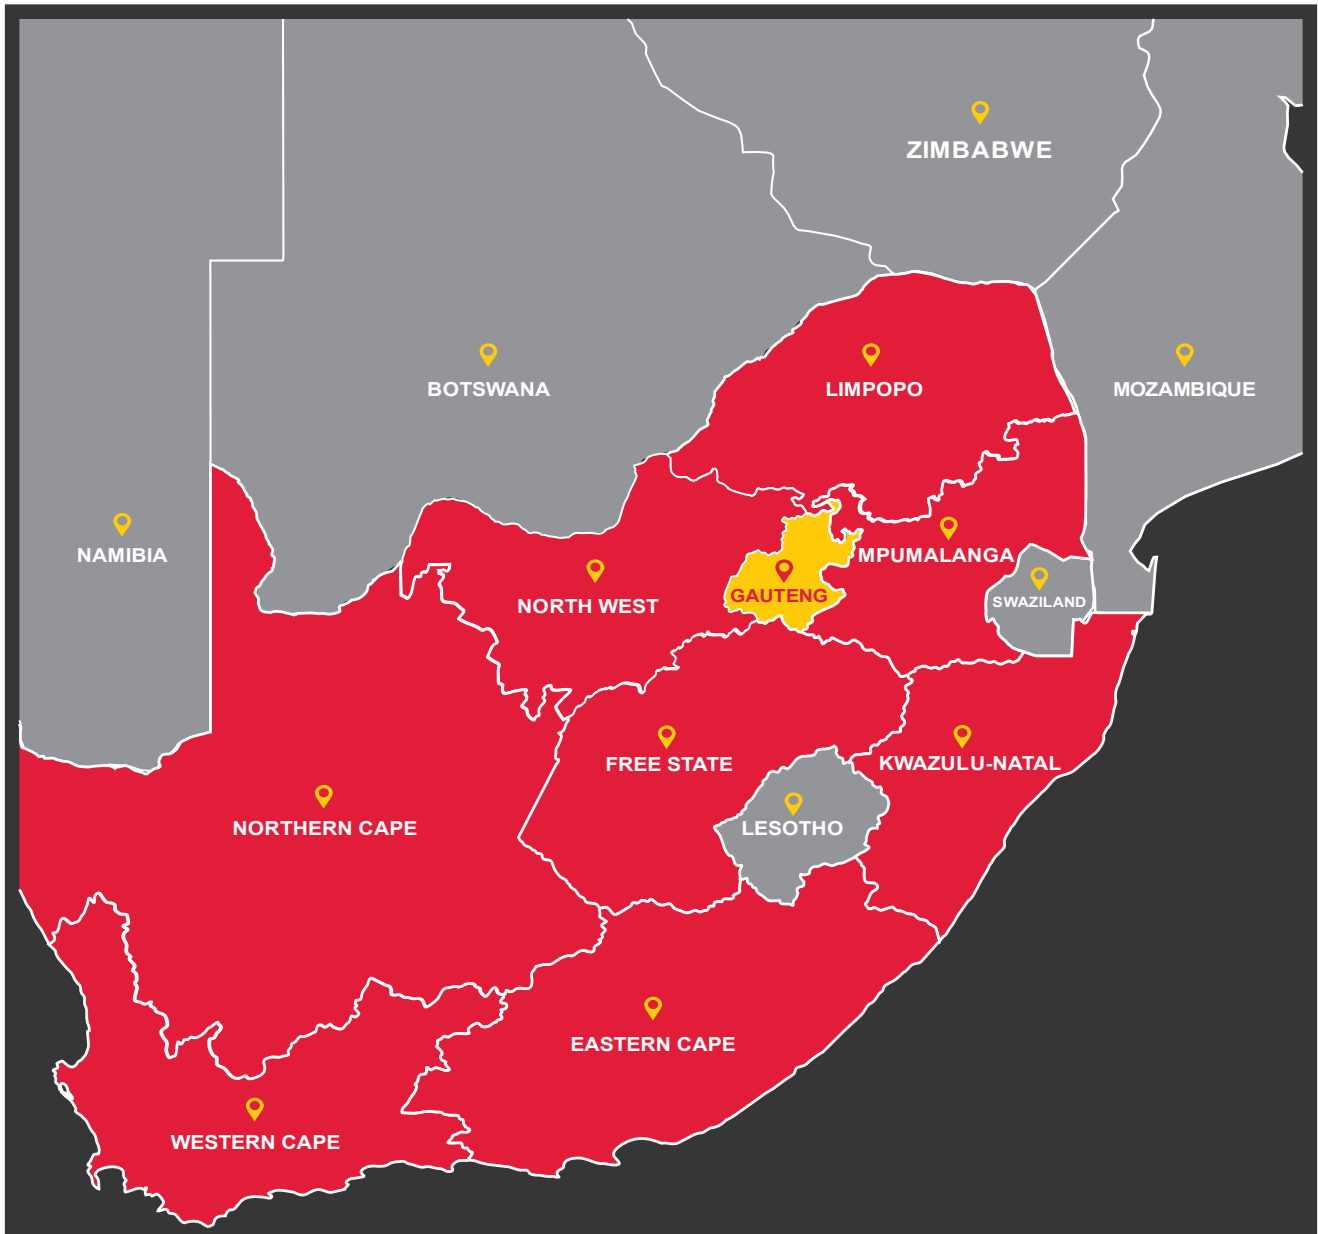 ZIMBABWE
BOTSWANA
LIMPOPO
MOZAMBIQUE
NAMIBIA
MPUMALANGA
GAUTENG
NORTH WEST
SWAZILAND
FREE STATE
KWAZULU-NATAL
NORTHERN CAPE
LESOTHO
EASTERN CAPE
WESTERN CAPE